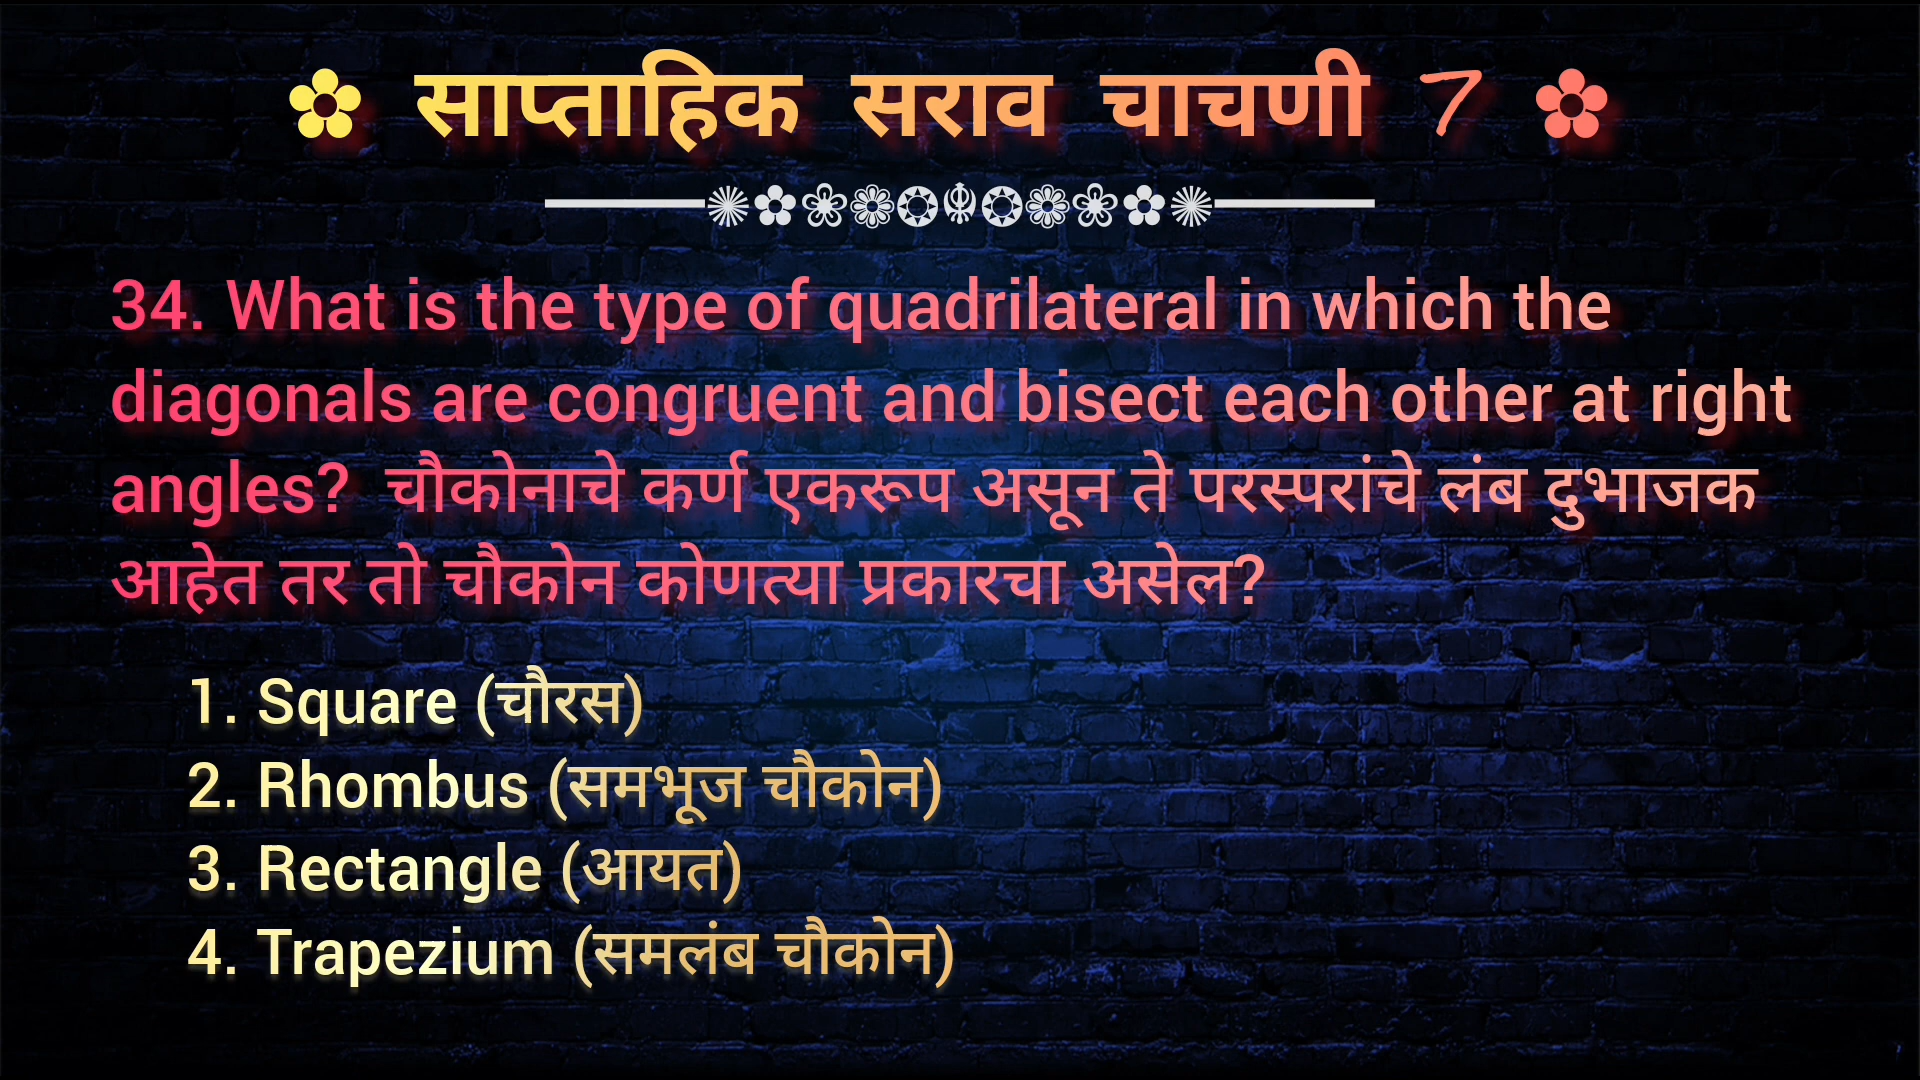 ✿ साप्ताहिक सराव चाचणी 7 ✿
34. What is the type of quadrilateral in which the
diagonals are congruent and bisect each other at right
angles? चौकोनाचे कर्ण एकरूप असून ते परस्परांचे लंब दुभाजक
आहेत तर तो चौकोन कोणत्या प्रकारचा असेल?
1. Square (चौरस)
2. Rhombus (समभूज चौकोन)
3. Rectangle (आयत)
4. Trapezium (समलंब चौकोन)